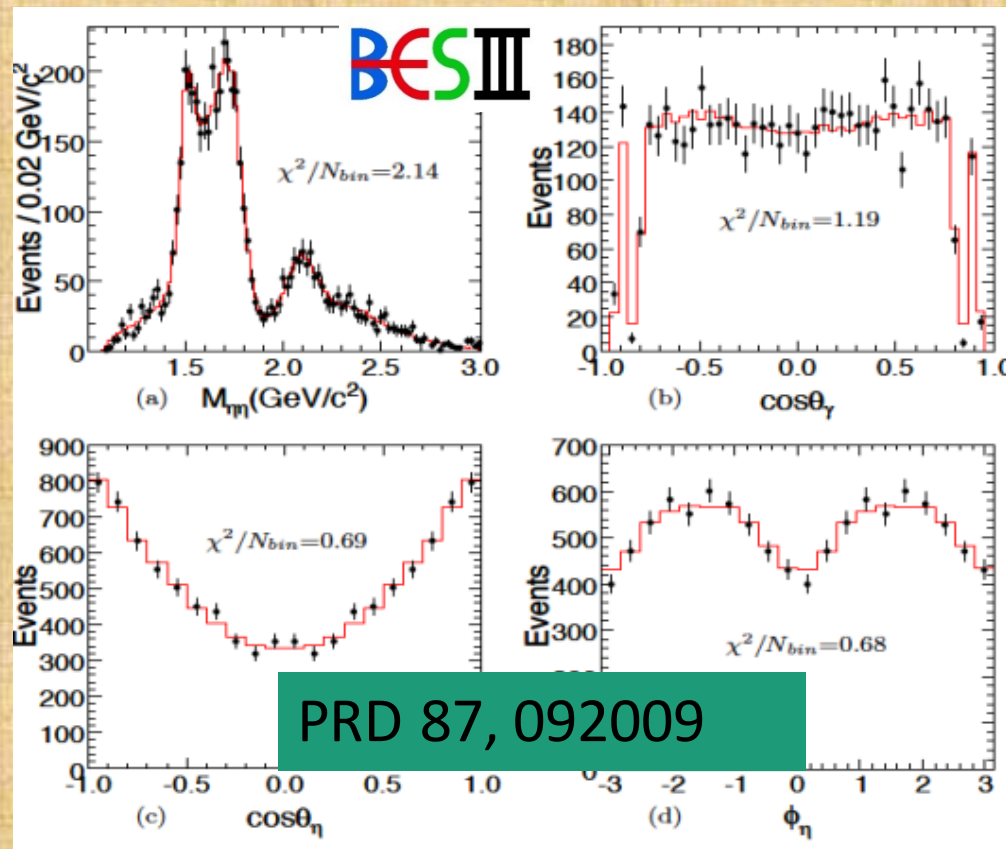 BESIII
Events / 0.02 GeV/c²
200
150
100
50
0
χ²/N_bin=2.14
1.5 2.0 2.5 3.0
(a) M_ηη(GeV/c²)
Events
180
160
140
120
100
80
60
40
20
0
χ²/N_bin=1.19
-1.0 -0.5 0.0 0.5 1.0
(b) cosθ_γ
Events
900
800
700
600
500
400
300
200
100
0
χ²/N_bin=0.69
-1.0 -0.5 0.0 0.5 1.0
(c) cosθ_η
Events
700
600
500
400
300
0
χ²/N_bin=0.68
-3 -2 -1 0 1 2 3
(d) ϕ_η
PRD 87, 092009